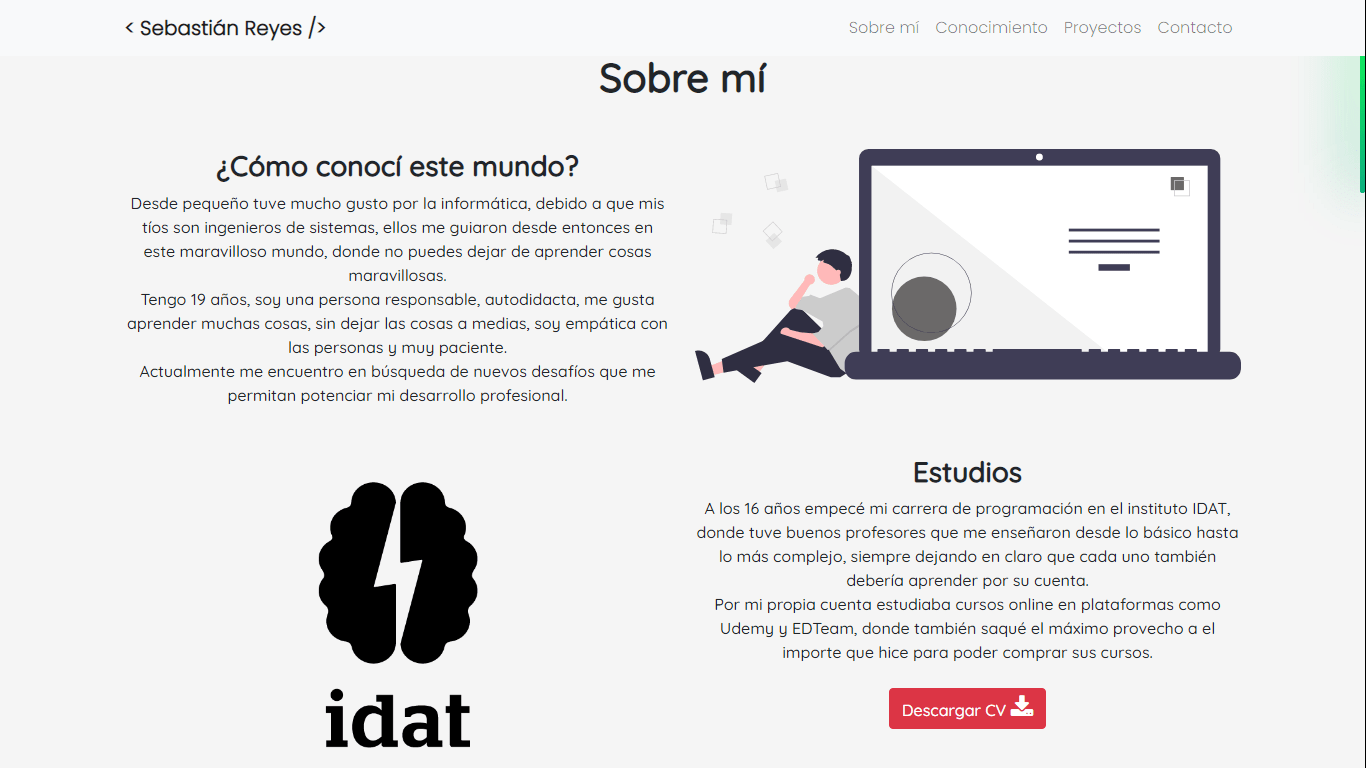 < Sebastián Reyes />
Sobre mí
Conocimiento
Proyectos
Contacto
Sobre mí
¿Cómo conocí este mundo?
Desde pequeño tuve mucho gusto por la informática, debido a que mis
tíos son ingenieros de sistemas, ellos me guiaron desde entonces en
este maravilloso mundo, donde no puedes dejar de aprender cosas
maravillosas.
Tengo 19 años, soy una persona responsable, autodidacta, me gusta
aprender muchas cosas, sin dejar las cosas a medias, soy empática con
las personas y muy paciente.
Actualmente me encuentro en búsqueda de nuevos desafíos que me
permitan potenciar mi desarrollo profesional.
idat
Estudios
A los 16 años empecé mi carrera de programación en el instituto IDAT,
donde tuve buenos profesores que me enseñaron desde lo básico hasta
lo más complejo, siempre dejando en claro que cada uno también
debería aprender por su cuenta.
Por mi propia cuenta estudiaba cursos online en plataformas como
Udemy y EDTeam, donde también saqué el máximo provecho a el
importe que hice para poder comprar sus cursos.
Descargar CV